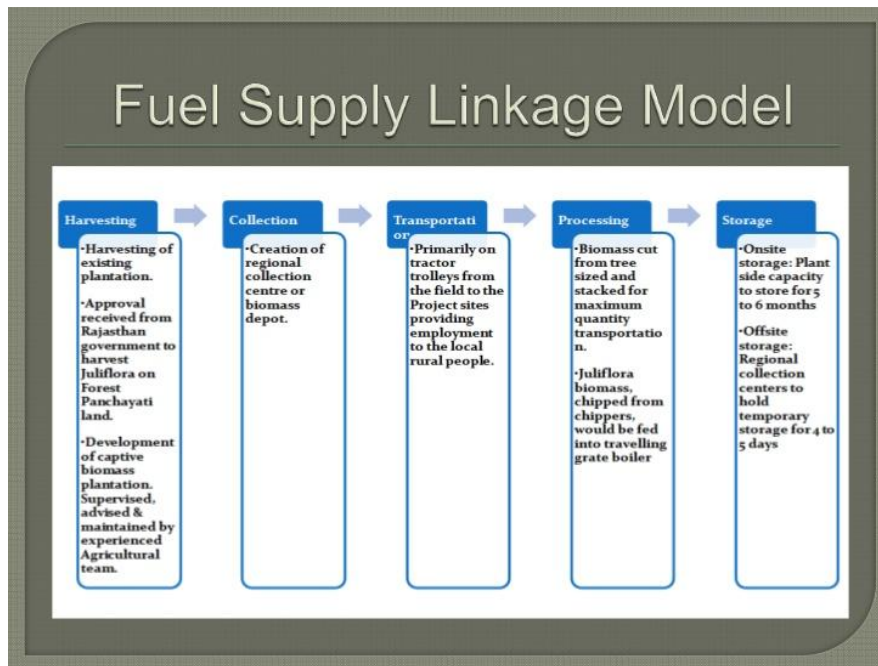 Fuel Supply Linkage Model
Harvesting
•Harvesting of
existing
plantation.
•Approval
received from
Rajasthan
government to
harvest
Juliflora on
Forest
Panchayati
land.
•Development
of captive
biomass
plantation.
Supervised,
advised &
maintained by
experienced
Agricultural
team.
Collection
•Creation of
regional
collection
centre or
biomass
depot.
Transportati
on
•Primarily on
tractor
trolleys from
the field to the
Project sites
providing
employment
to the local
rural people.
Processing
•Biomass cut
from tree
sized and
stacked for
maximum
quantity
transportatio
n.
•Juliflora
biomass,
chipped from
chippers,
would be fed
into travelling
grate boiler
Storage
•Onsite
storage: Plant
side capacity
to store for 5
to 6 months
•Offsite
storage:
Regional
collection
centers to
hold
temporary
storage for 4 to
5 days